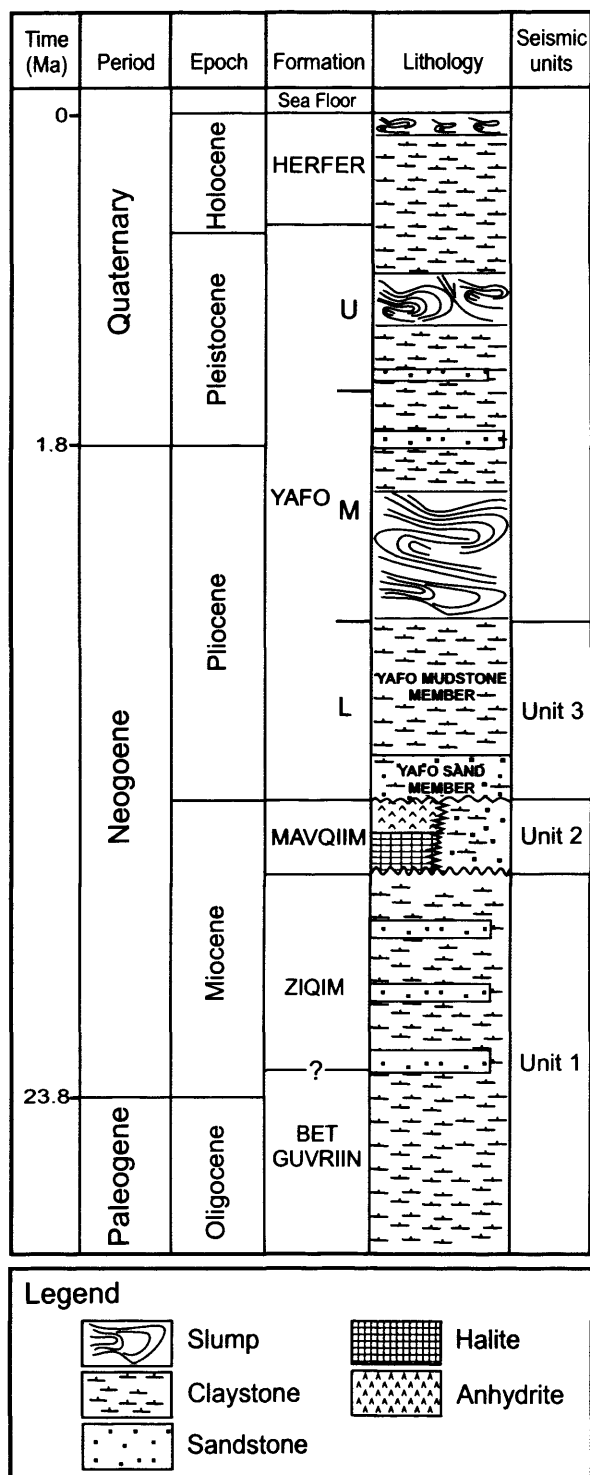 Time (Ma)
Period
Epoch
Formation
Lithology
Seismic units
Sea Floor
0
Quaternary
Holocene
HERFER
Pleistocene
U
1.8
Neogoene
Pliocene
YAFO
M
L
YAFO MUDSTONE
MEMBER
Unit 3
YAFO SAND
MEMBER
Miocene
MAVQIIM
Unit 2
ZIQIM
?
Unit 1
23.8
Paleogene
Oligocene
BET
GUVRIIN
Legend
Slump
Halite
Claystone
Anhydrite
Sandstone